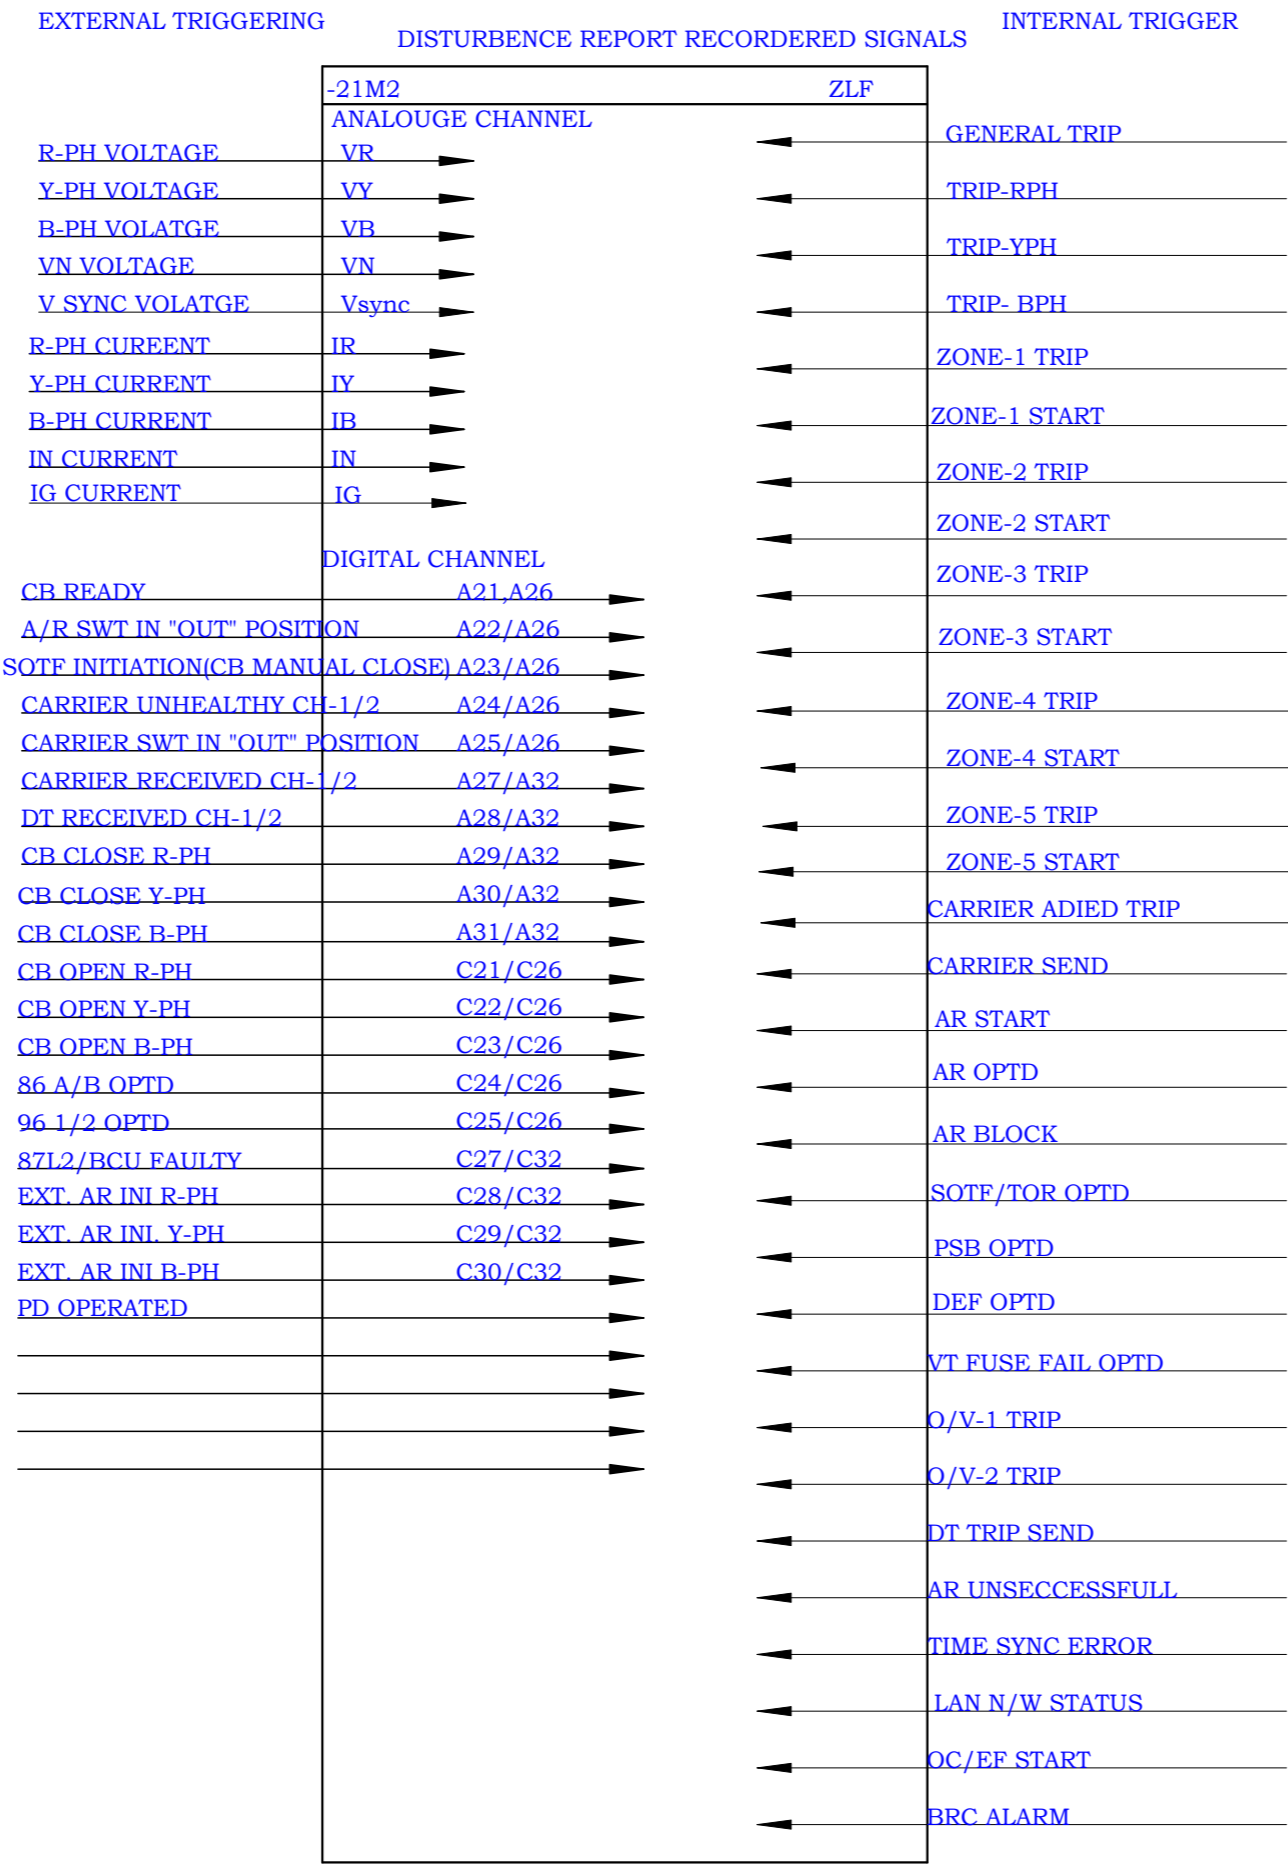 EXTERNAL TRIGGERING
INTERNAL TRIGGER
DISTURBENCE REPORT RECORDERED SIGNALS
-21M2 ZLF
ANALOUGE CHANNEL
R-PH VOLTAGE VR
Y-PH VOLTAGE VY
B-PH VOLATGE VB
VN VOLTAGE VN
V SYNC VOLATGE Vsync
R-PH CUREENT IR
Y-PH CURRENT IY
B-PH CURRENT IB
IN CURRENT IN
IG CURRENT IG
DIGITAL CHANNEL
CB READY A21,A26
A/R SWT IN "OUT" POSITION A22/A26
SOTF INITIATION(CB MANUAL CLOSE) A23/A26
CARRIER UNHEALTHY CH-1/2 A24/A26
CARRIER SWT IN "OUT" POSITION A25/A26
CARRIER RECEIVED CH-1/2 A27/A32
DT RECEIVED CH-1/2 A28/A32
CB CLOSE R-PH A29/A32
CB CLOSE Y-PH A30/A32
CB CLOSE B-PH A31/A32
CB OPEN R-PH C21/C26
CB OPEN Y-PH C22/C26
CB OPEN B-PH C23/C26
86 A/B OPTD C24/C26
96 1/2 OPTD C25/C26
87L2/BCU FAULTY C27/C32
EXT. AR INI R-PH C28/C32
EXT. AR INI. Y-PH C29/C32
EXT. AR INI B-PH C30/C32
PD OPERATED
GENERAL TRIP
TRIP-RPH
TRIP-YPH
TRIP- BPH
ZONE-1 TRIP
ZONE-1 START
ZONE-2 TRIP
ZONE-2 START
ZONE-3 TRIP
ZONE-3 START
ZONE-4 TRIP
ZONE-4 START
ZONE-5 TRIP
ZONE-5 START
CARRIER ADIED TRIP
CARRIER SEND
AR START
AR OPTD
AR BLOCK
SOTF/TOR OPTD
PSB OPTD
DEF OPTD
VT FUSE FAIL OPTD
O/V-1 TRIP
O/V-2 TRIP
DT TRIP SEND
AR UNSECCESSFULL
TIME SYNC ERROR
LAN N/W STATUS
OC/EF START
BRC ALARM